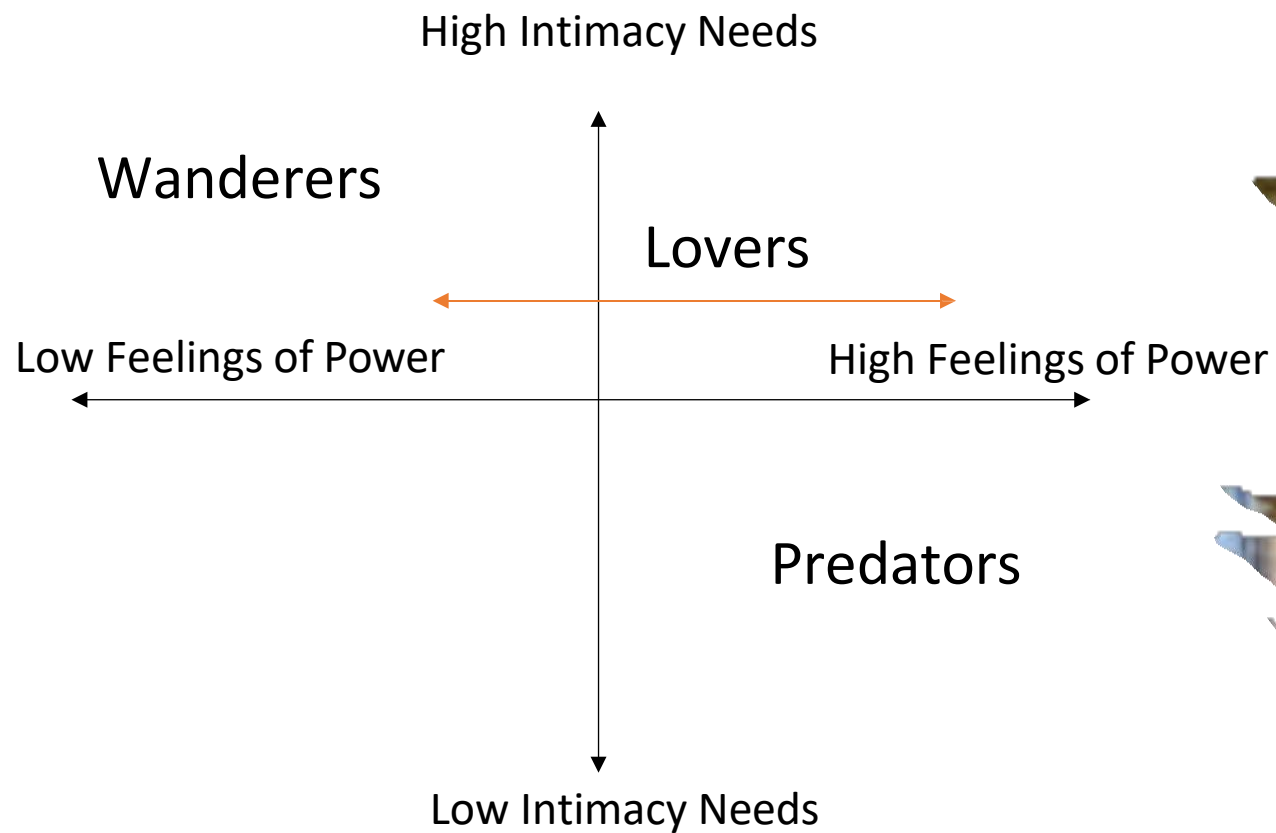 High Intimacy Needs
Wanderers
Lovers
Low Feelings of Power
High Feelings of Power
Predators
Low Intimacy Needs